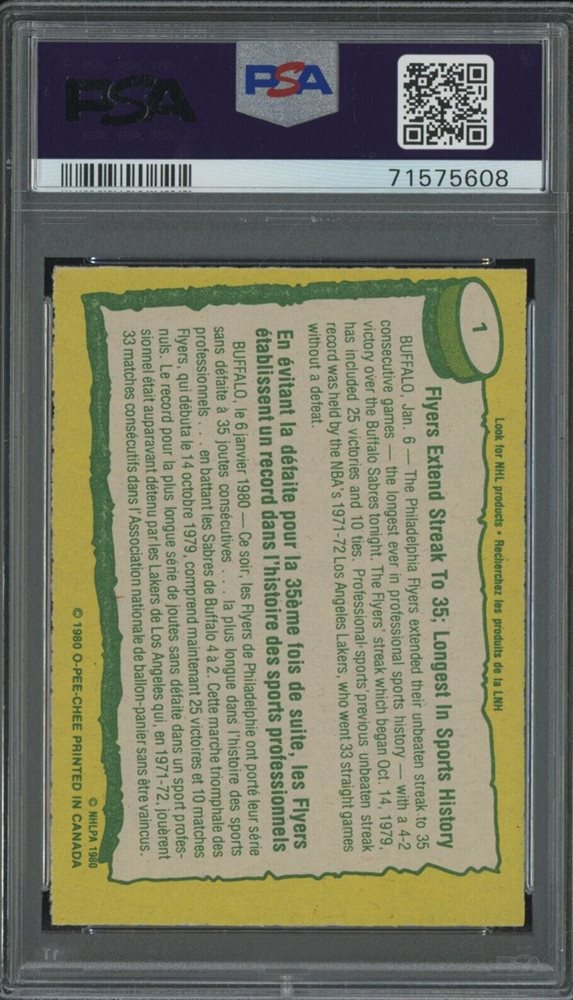 PSA
PSA
71575608
Look for NHL products • Recherchez les produits de la LNH
1
Flyers Extend Streak To 35; Longest In Sports History
BUFFALO, Jan. 6 — The Philadelphia Flyers extended their unbeaten streak to 35
consecutive games — the longest ever in professional sports history — with a 4-2
victory over the Buffalo Sabres tonight. The Flyers' streak which began Oct. 14, 1979,
has included 25 victories and 10 ties. Professional sports' previous unbeaten streak
record was held by the NBA's 1971-72 Los Angeles Lakers, who went 33 straight games
without a defeat.
En évitant la défaite pour la 35ème fois de suite, les Flyers
établissent un record dans l'histoire des sports professionnels
BUFFALO, le 6 janvier 1980 — Ce soir, les Flyers de Philadelphie ont porté leur série
sans défaite à 35 joutes consécutives . . . la plus longue dans l'histoire des sports
professionnels . . . en battant les Sabres de Buffalo 4 à 2. Cette marche triomphale des
Flyers, qui débuta le 14 octobre 1979, comprend maintenant 25 victoires et 10 matches
nuls. Le record pour la plus longue série de joutes sans défaite dans un sport profes-
sionnel était auparavant détenu par les Lakers de Los Angeles qui, en 1971-72, jouèrent
33 matches consécutifs dans l'Association nationale de ballon-panier sans être vaincus.
© NHLPA 1980
© 1980 O-PEE-CHEE PRINTED IN CANADA